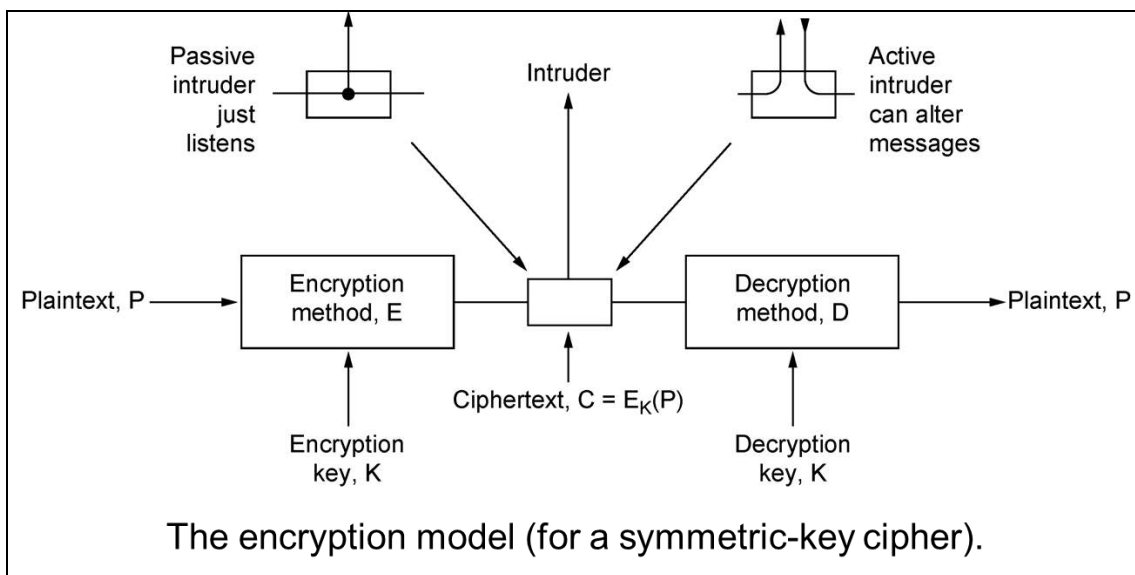 Passive
intruder
just
listens
Intruder
Active
intruder
can alter
messages
Plaintext, P
Encryption
method, E
Decryption
method, D
Plaintext, P
Ciphertext, C = E_K(P)
Encryption
key, K
Decryption
key, K
The encryption model (for a symmetric-key cipher).